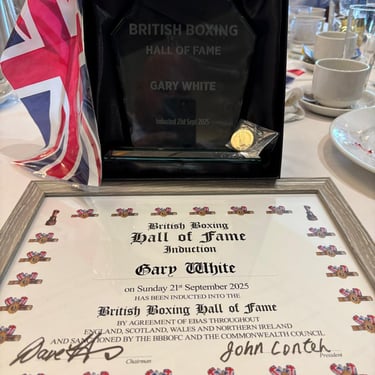 BRITISH BOXING
HALL OF FAME
GARY WHITE
Inducted 21st Sept 2025
British Boxing
Hall of Fame
Induction
Gary White
on Sunday 21st September 2025
HAS BEEN INDUCTED INTO THE
British Boxing Hall of Fame
BY AGREEMENT OF EBAS THROUGHOUT
ENGLAND, SCOTLAND, WALES AND NORTHERN IRELAND
AND SANCTIONED BY THE BBBOFC AND THE COMMONWEALTH COUNCIL
John Conteh
Chairman
President